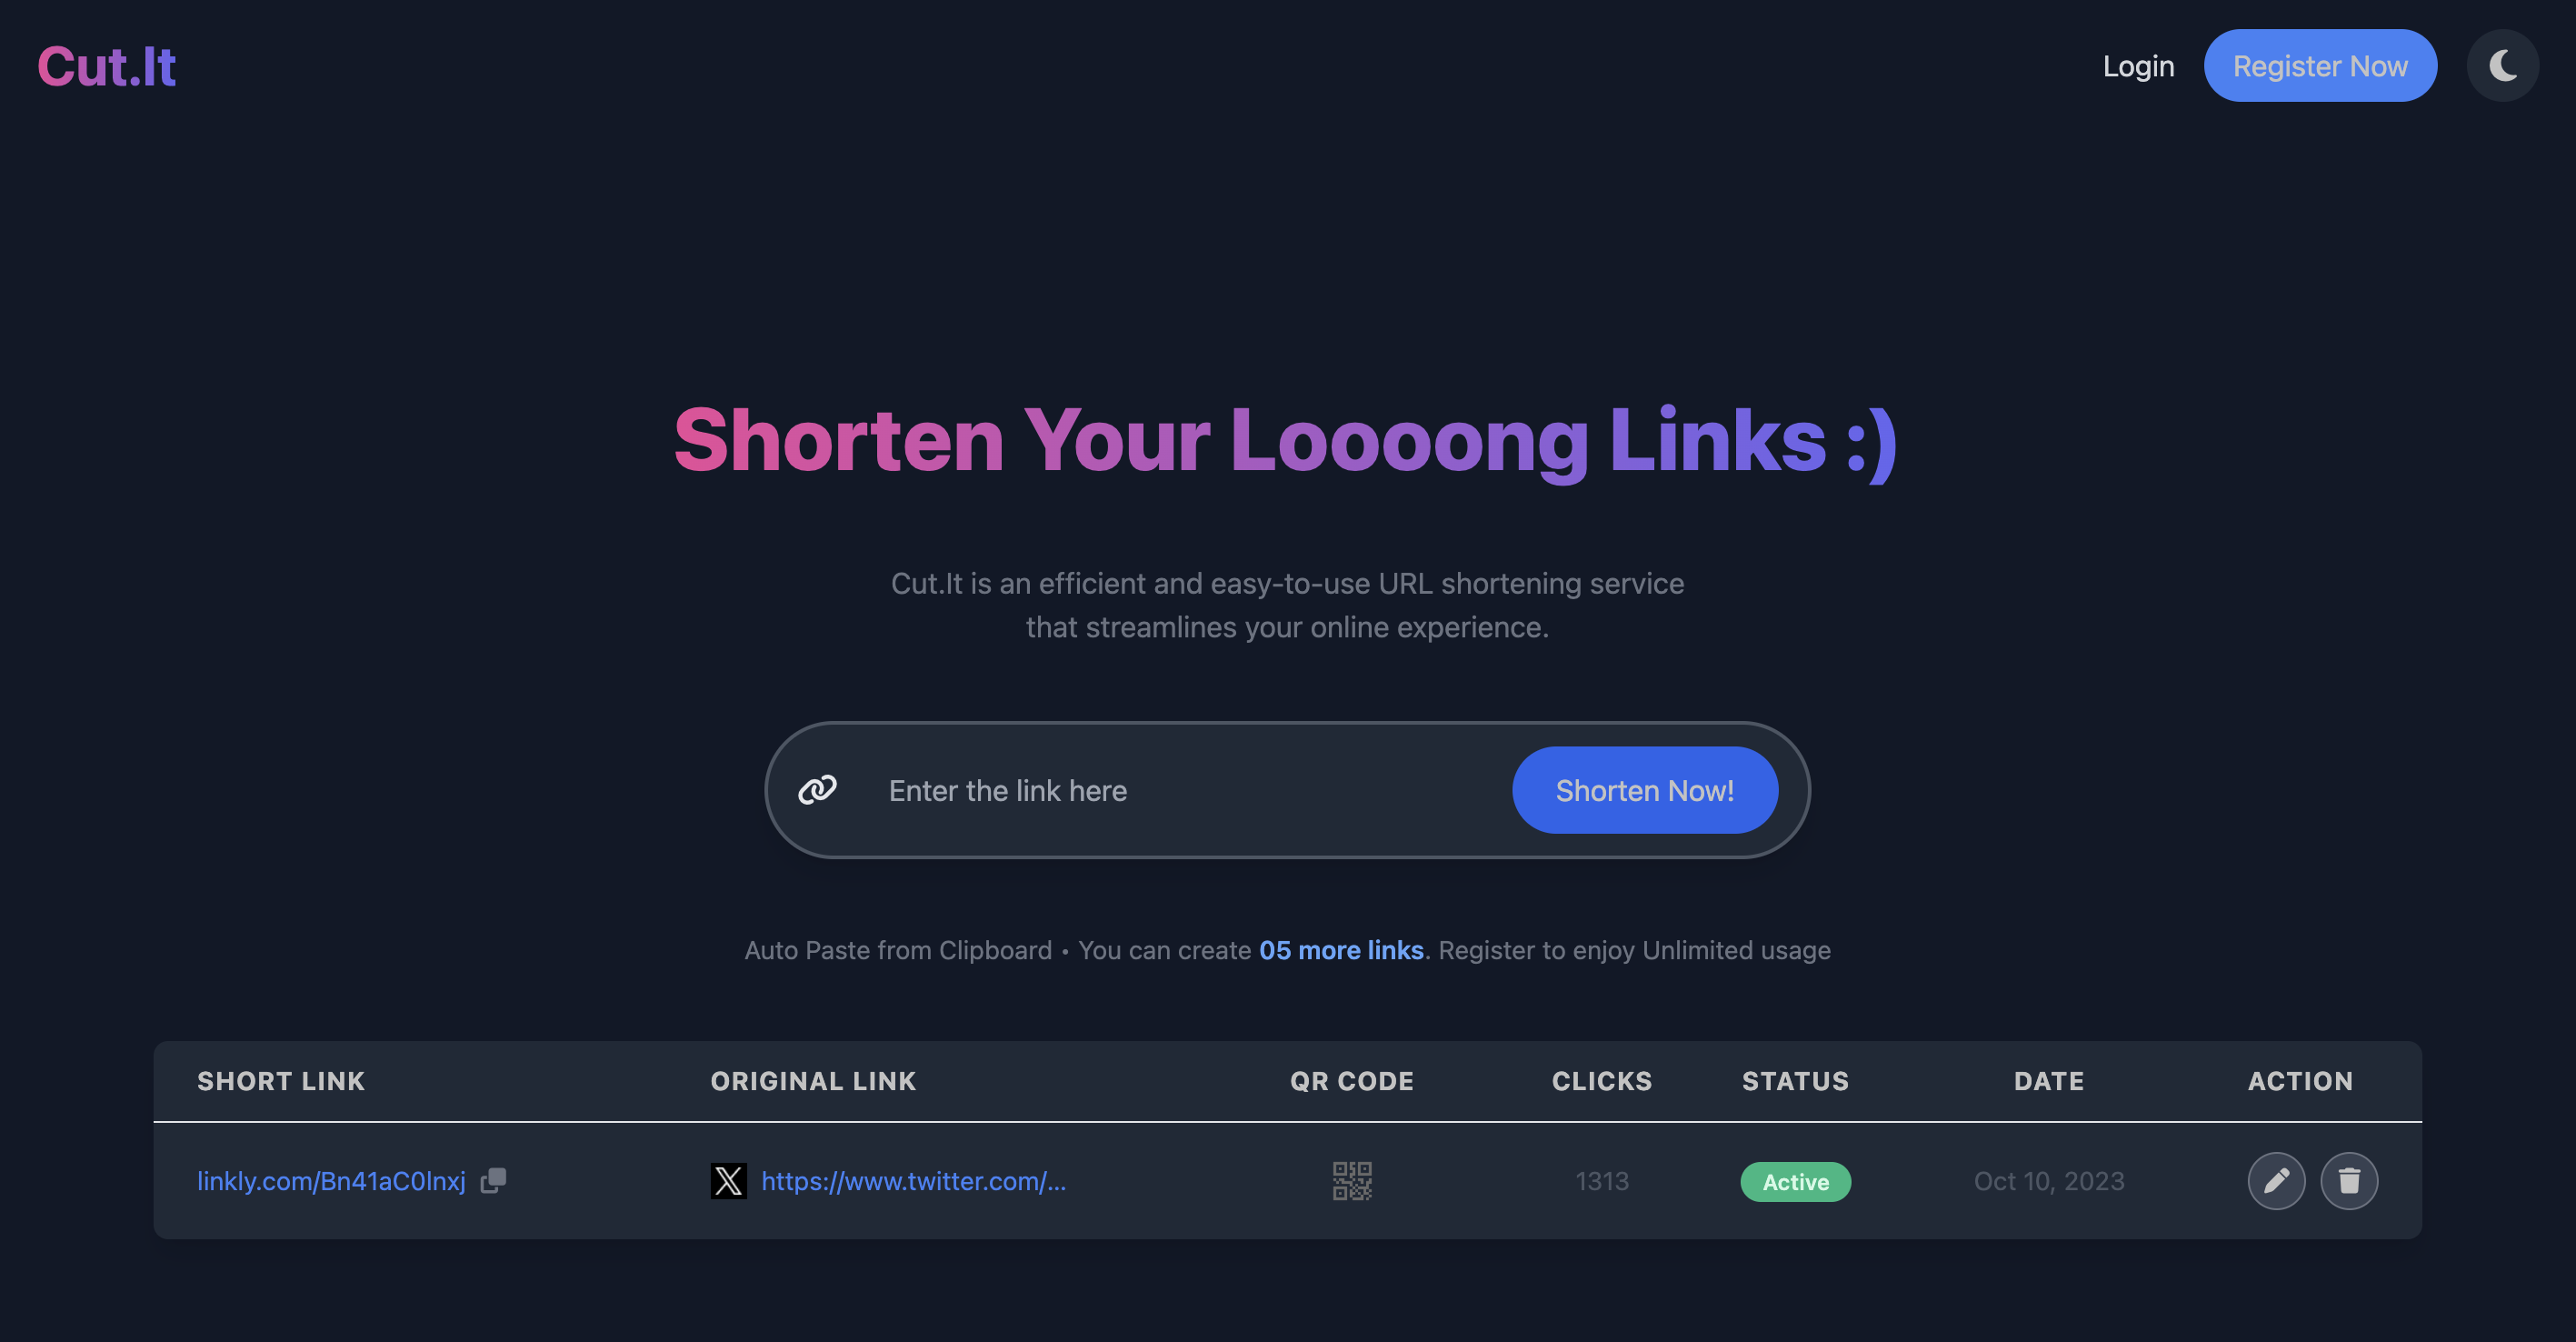 Cut.It
Login
Register Now
Shorten Your Loooong Links :)
Cut.It is an efficient and easy-to-use URL shortening service
that streamlines your online experience.
Enter the link here
Shorten Now!
Auto Paste from Clipboard • You can create 05 more links. Register to enjoy Unlimited usage
SHORT LINK ORIGINAL LINK QR CODE CLICKS STATUS DATE ACTION
linkly.com/Bn41aC0lnxj https://www.twitter.com/... 1313 Active Oct 10, 2023